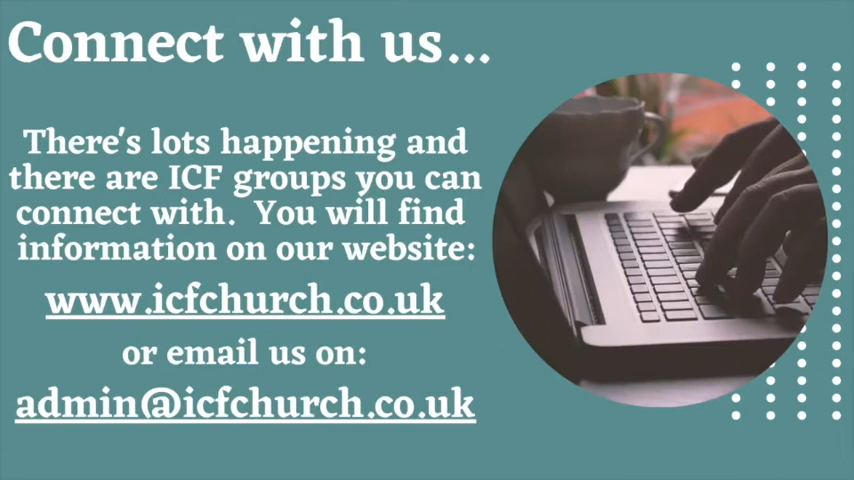 Connect with us...
There's lots happening and
there are ICF groups you can
connect with.  You will find
information on our website:
www.icfchurch.co.uk
or email us on:
admin@icfchurch.co.uk